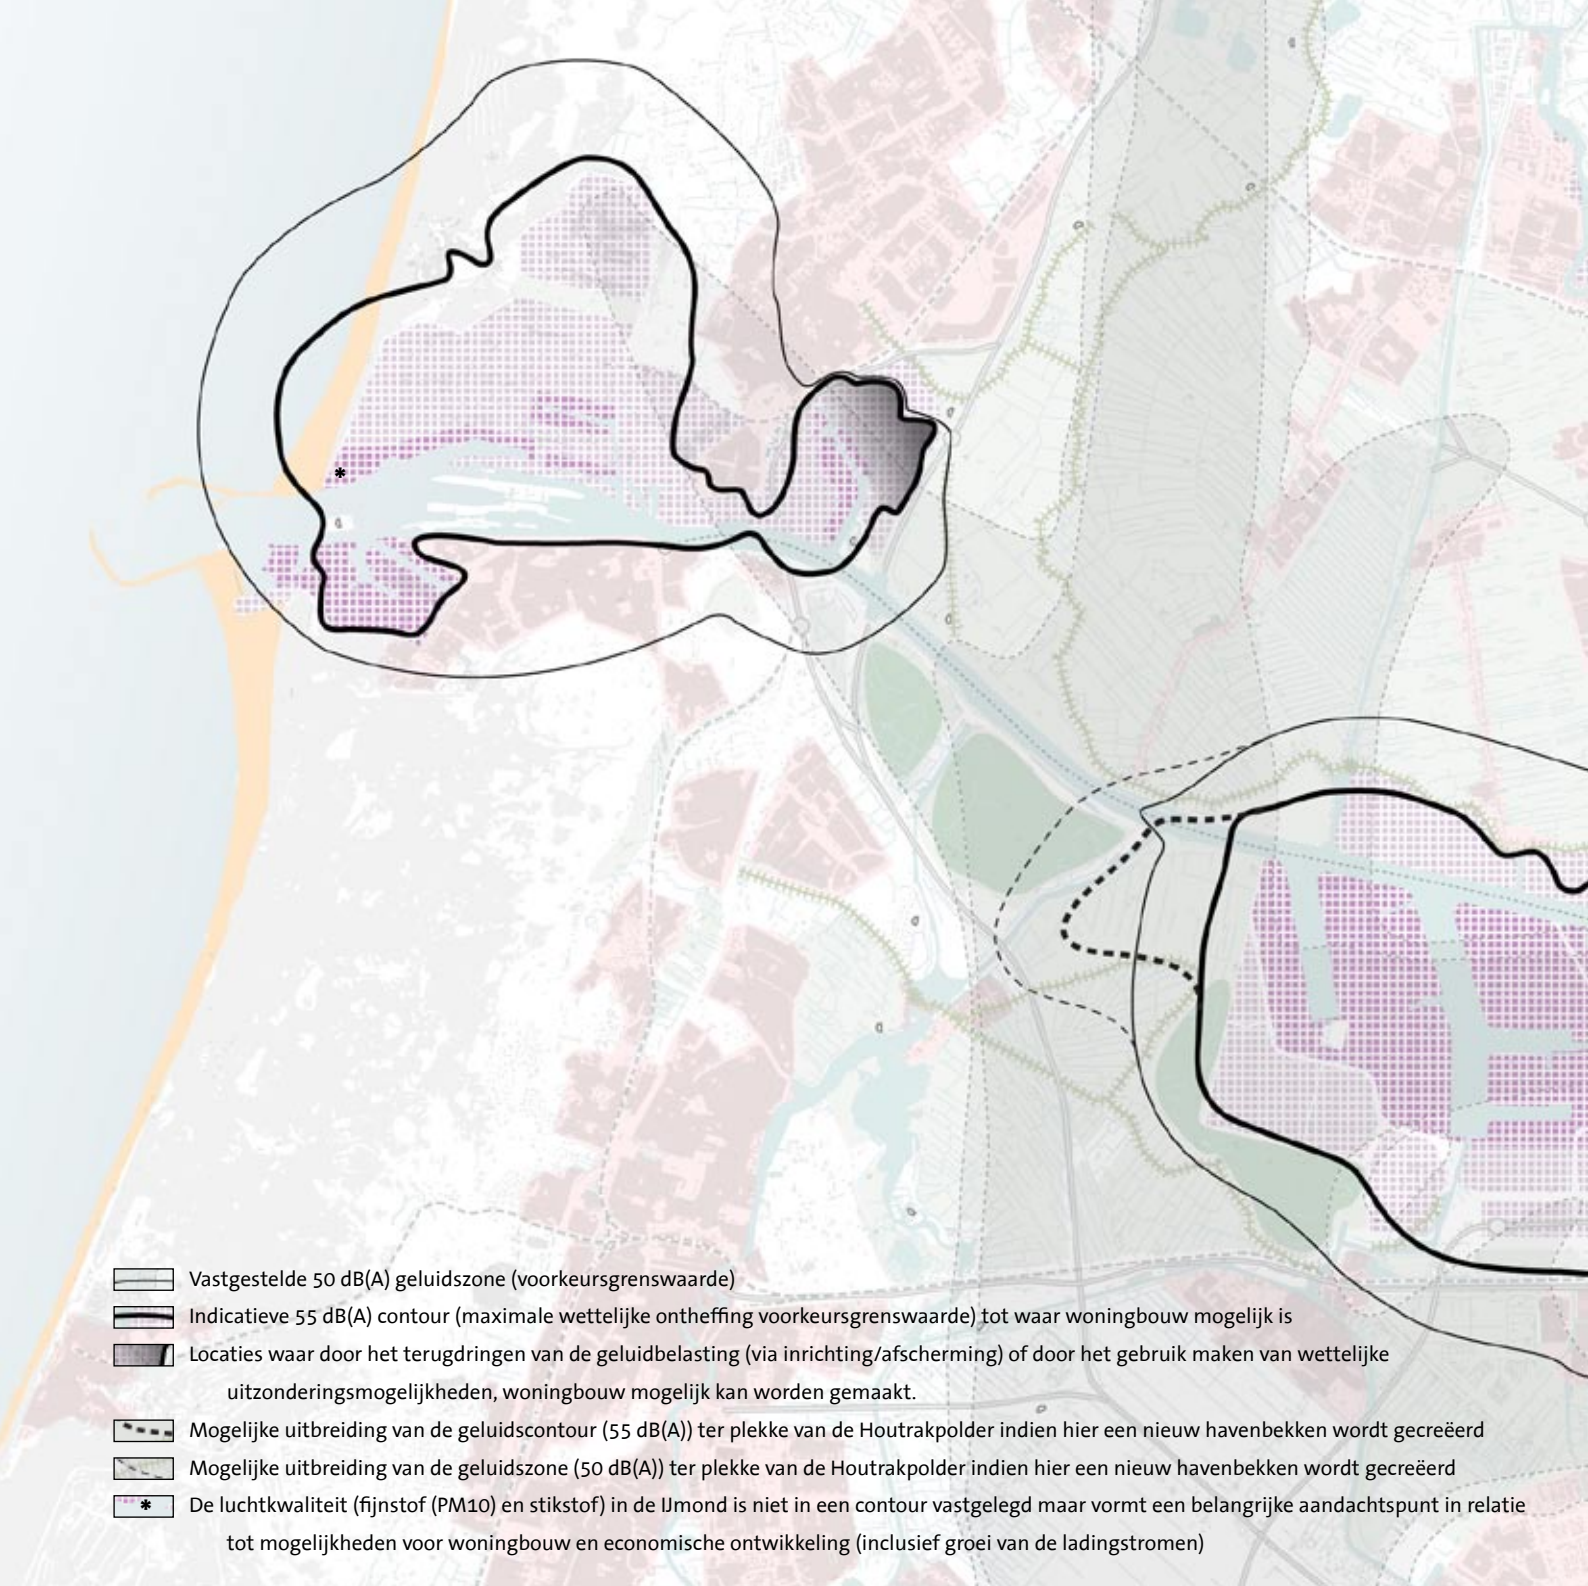 Vastgestelde 50 dB(A) geluidszone (voorkeursgrenswaarde)
Indicatieve 55 dB(A) contour (maximale wettelijke ontheffing voorkeursgrenswaarde) tot waar woningbouw mogelijk is
Locaties waar door het terugdringen van de geluidbelasting (via inrichting/afscherming) of door het gebruik maken van wettelijke
uitzonderingsmogelijkheden, woningbouw mogelijk kan worden gemaakt.
Mogelijke uitbreiding van de geluidscontour (55 dB(A)) ter plekke van de Houtrakpolder indien hier een nieuw havenbekken wordt gecreëerd
Mogelijke uitbreiding van de geluidszone (50 dB(A)) ter plekke van de Houtrakpolder indien hier een nieuw havenbekken wordt gecreëerd
* De luchtkwaliteit (fijnstof (PM10) en stikstof) in de IJmond is niet in een contour vastgelegd maar vormt een belangrijke aandachtspunt in relatie
tot mogelijkheden voor woningbouw en economische ontwikkeling (inclusief groei van de ladingstromen)